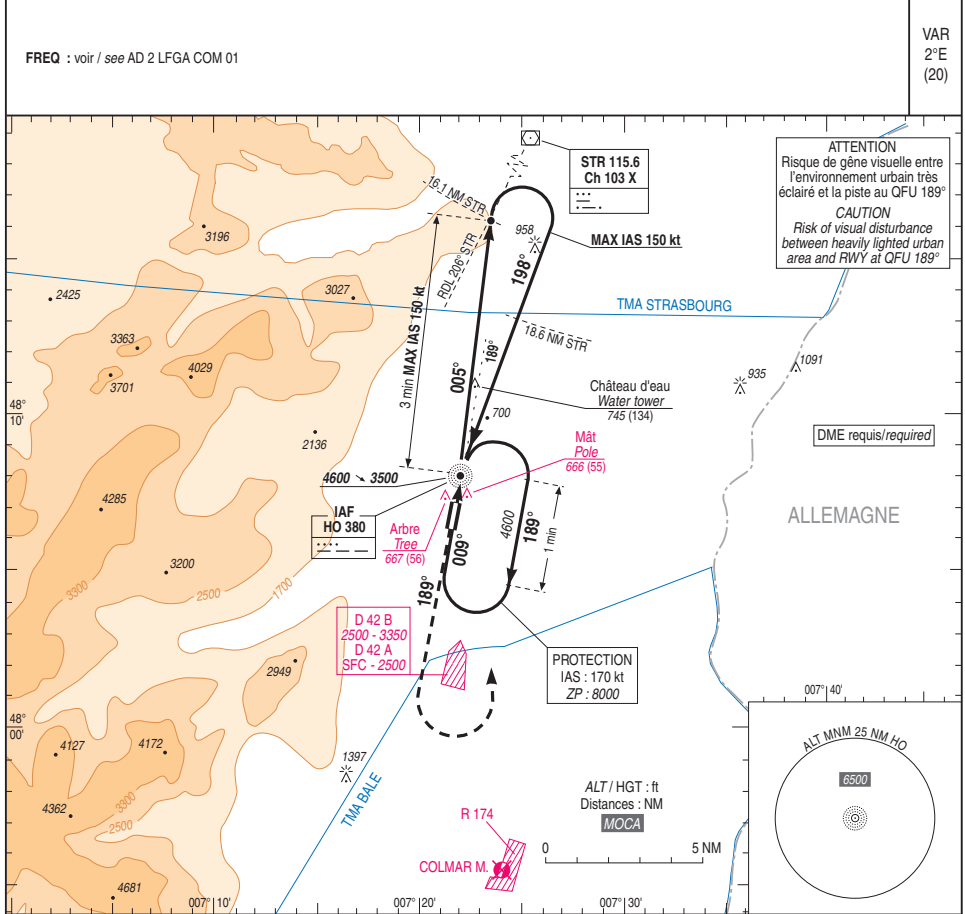 FREQ : voir / see AD 2 LFGA COM 01
VAR
2°E
(20)
STR 115.6
Ch 103 X
ATTENTION
Risque de gêne visuelle entre
l'environnement urbain très
éclairé et la piste au QFU 189°
CAUTION
Risk of visual disturbance
between heavily lighted urban
area and RWY at QFU 189°
16.1 NM STR
3196
958
MAX IAS 150 kt
RDL 206° STR
198°
2425
3027
TMA STRASBOURG
3 min MAX IAS 150 kt
18.6 NM STR
3363
189°
3701
4029
005°
1091
935
Château d'eau
Water tower
745 (134)
48°
10'
700
2136
Mât
Pole
666 (55)
DME requis/required
4600 ↘ 3500
4285
IAF
HO 380
Arbre
Tree
667 (56)
4600
189°
1 min
009°
ALLEMAGNE
3200
3300
2500
1700
189°
D 42 B
2500 - 3350
D 42 A
SFC - 2500
2949
PROTECTION
IAS : 170 kt
ZP : 8000
007° 40'
48°
00'
4127
4172
1397
ALT MNM 25 NM HO
6500
TMA BALE
ALT / HGT : ft
Distances : NM
MOCA
0
5 NM
3300
4362
2500
R 174
COLMAR M.
4681
007° 10'
007° 20'
007° 30'